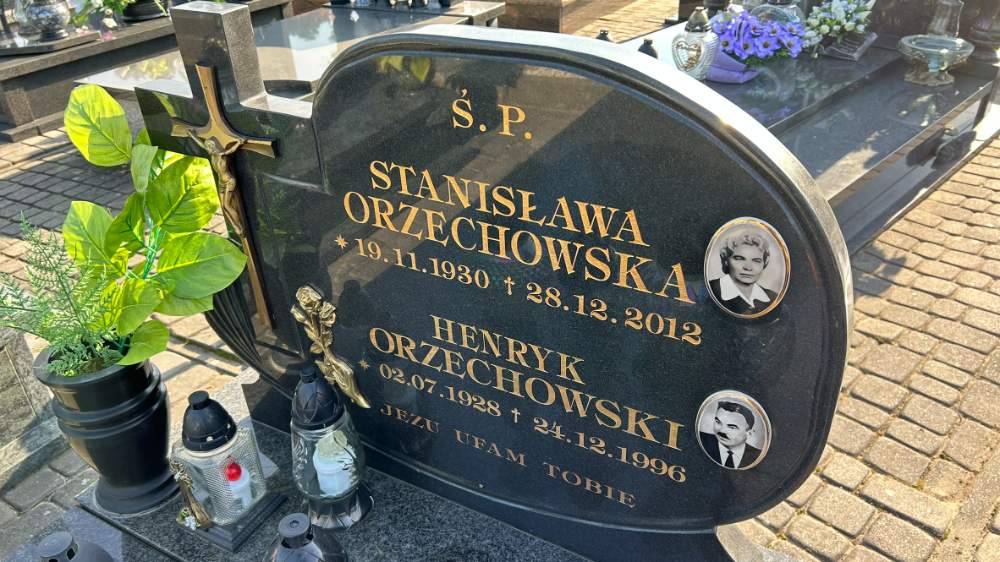 Ś. P.
STANISŁAWA
ORZECHOWSKA
* 19.11.1930 † 28.12.2012
HENRYK
ORZECHOWSKI
* 02.07.1928 † 24.12.1996
JEZU UFAM TOBIE